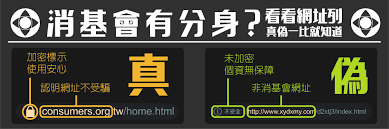 消基會有分身?
看看網址列
真偽一比就知道
加密標示
使用安心
認明網址不受騙
真
consumers.org.tw/home.html
未加密
個資無保障
非消基會網址
偽
不安全
http://www.xydxmy.com/d2xtj3/index.html